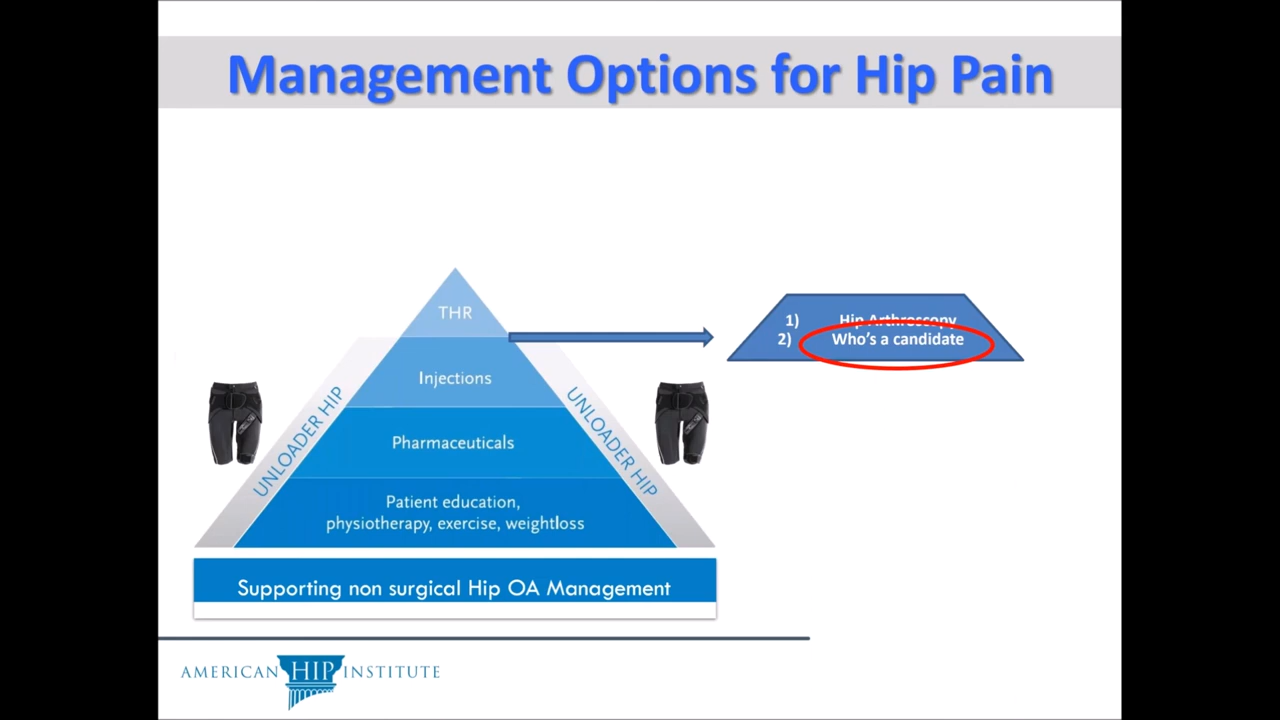 Management Options for Hip Pain
THR
Injections
Pharmaceuticals
Patient education,
physiotherapy, exercise, weightloss
UNLOADER HIP
UNLOADER HIP
Supporting non surgical Hip OA Management
1) Hip Arthroscopy
2) Who's a candidate
AMERICAN HIP INSTITUTE